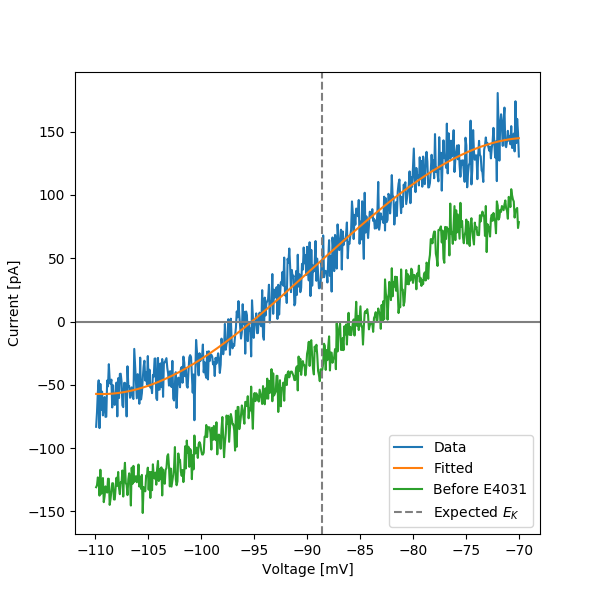 Current [pA]
150
100
50
0
−50
−100
−150
−110 −105 −100 −95 −90 −85 −80 −75 −70
Voltage [mV]
Data
Fitted
Before E4031
Expected E_K